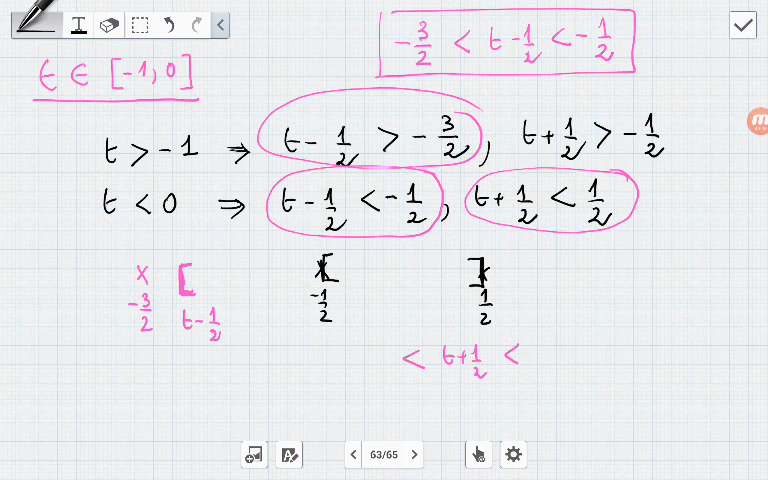 -3/2 < t-1/2 < -1/2
t ∈ [-1,0]
t > -1 ⇒ t - 1/2 > - 3/2, t+1/2 > -1/2
t < 0 ⇒ t - 1/2 < -1/2, t+1/2 < 1/2
x [ x[ ]x
-3/2 t-1/2 -1/2 1/2
< t+1/2 <
63/65